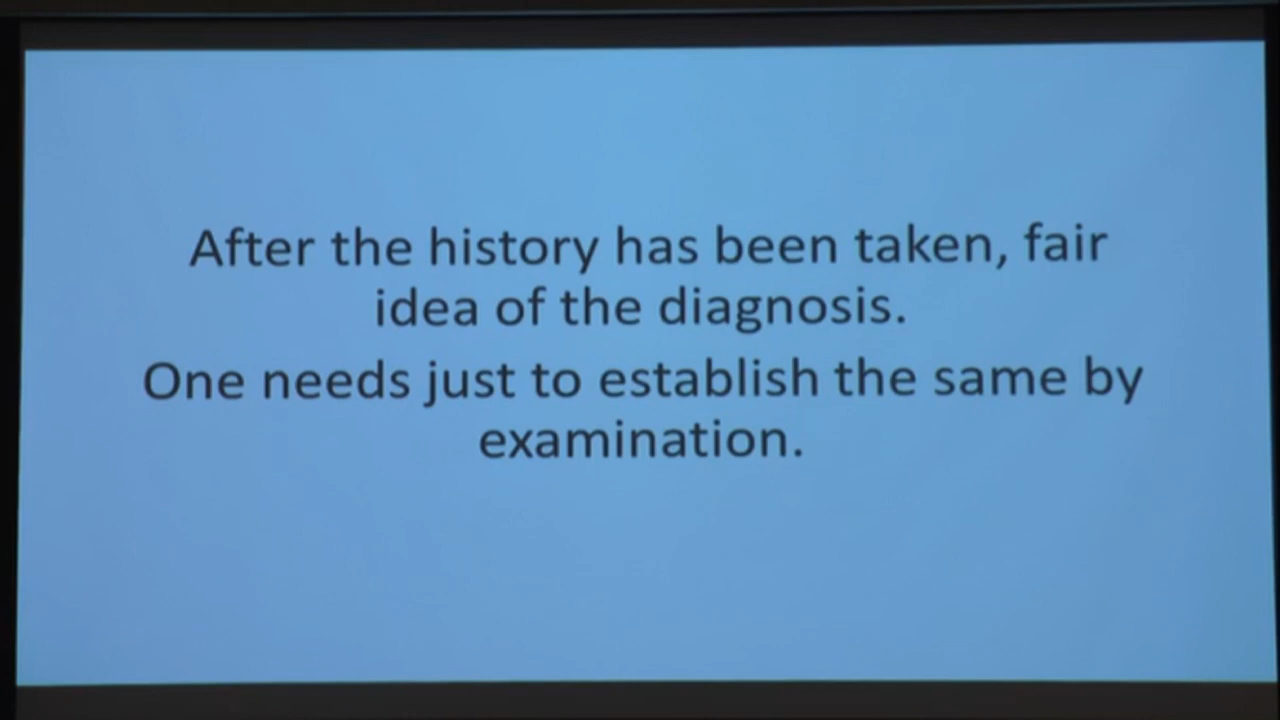 After the history has been taken, fair
idea of the diagnosis.
One needs just to establish the same by
examination.